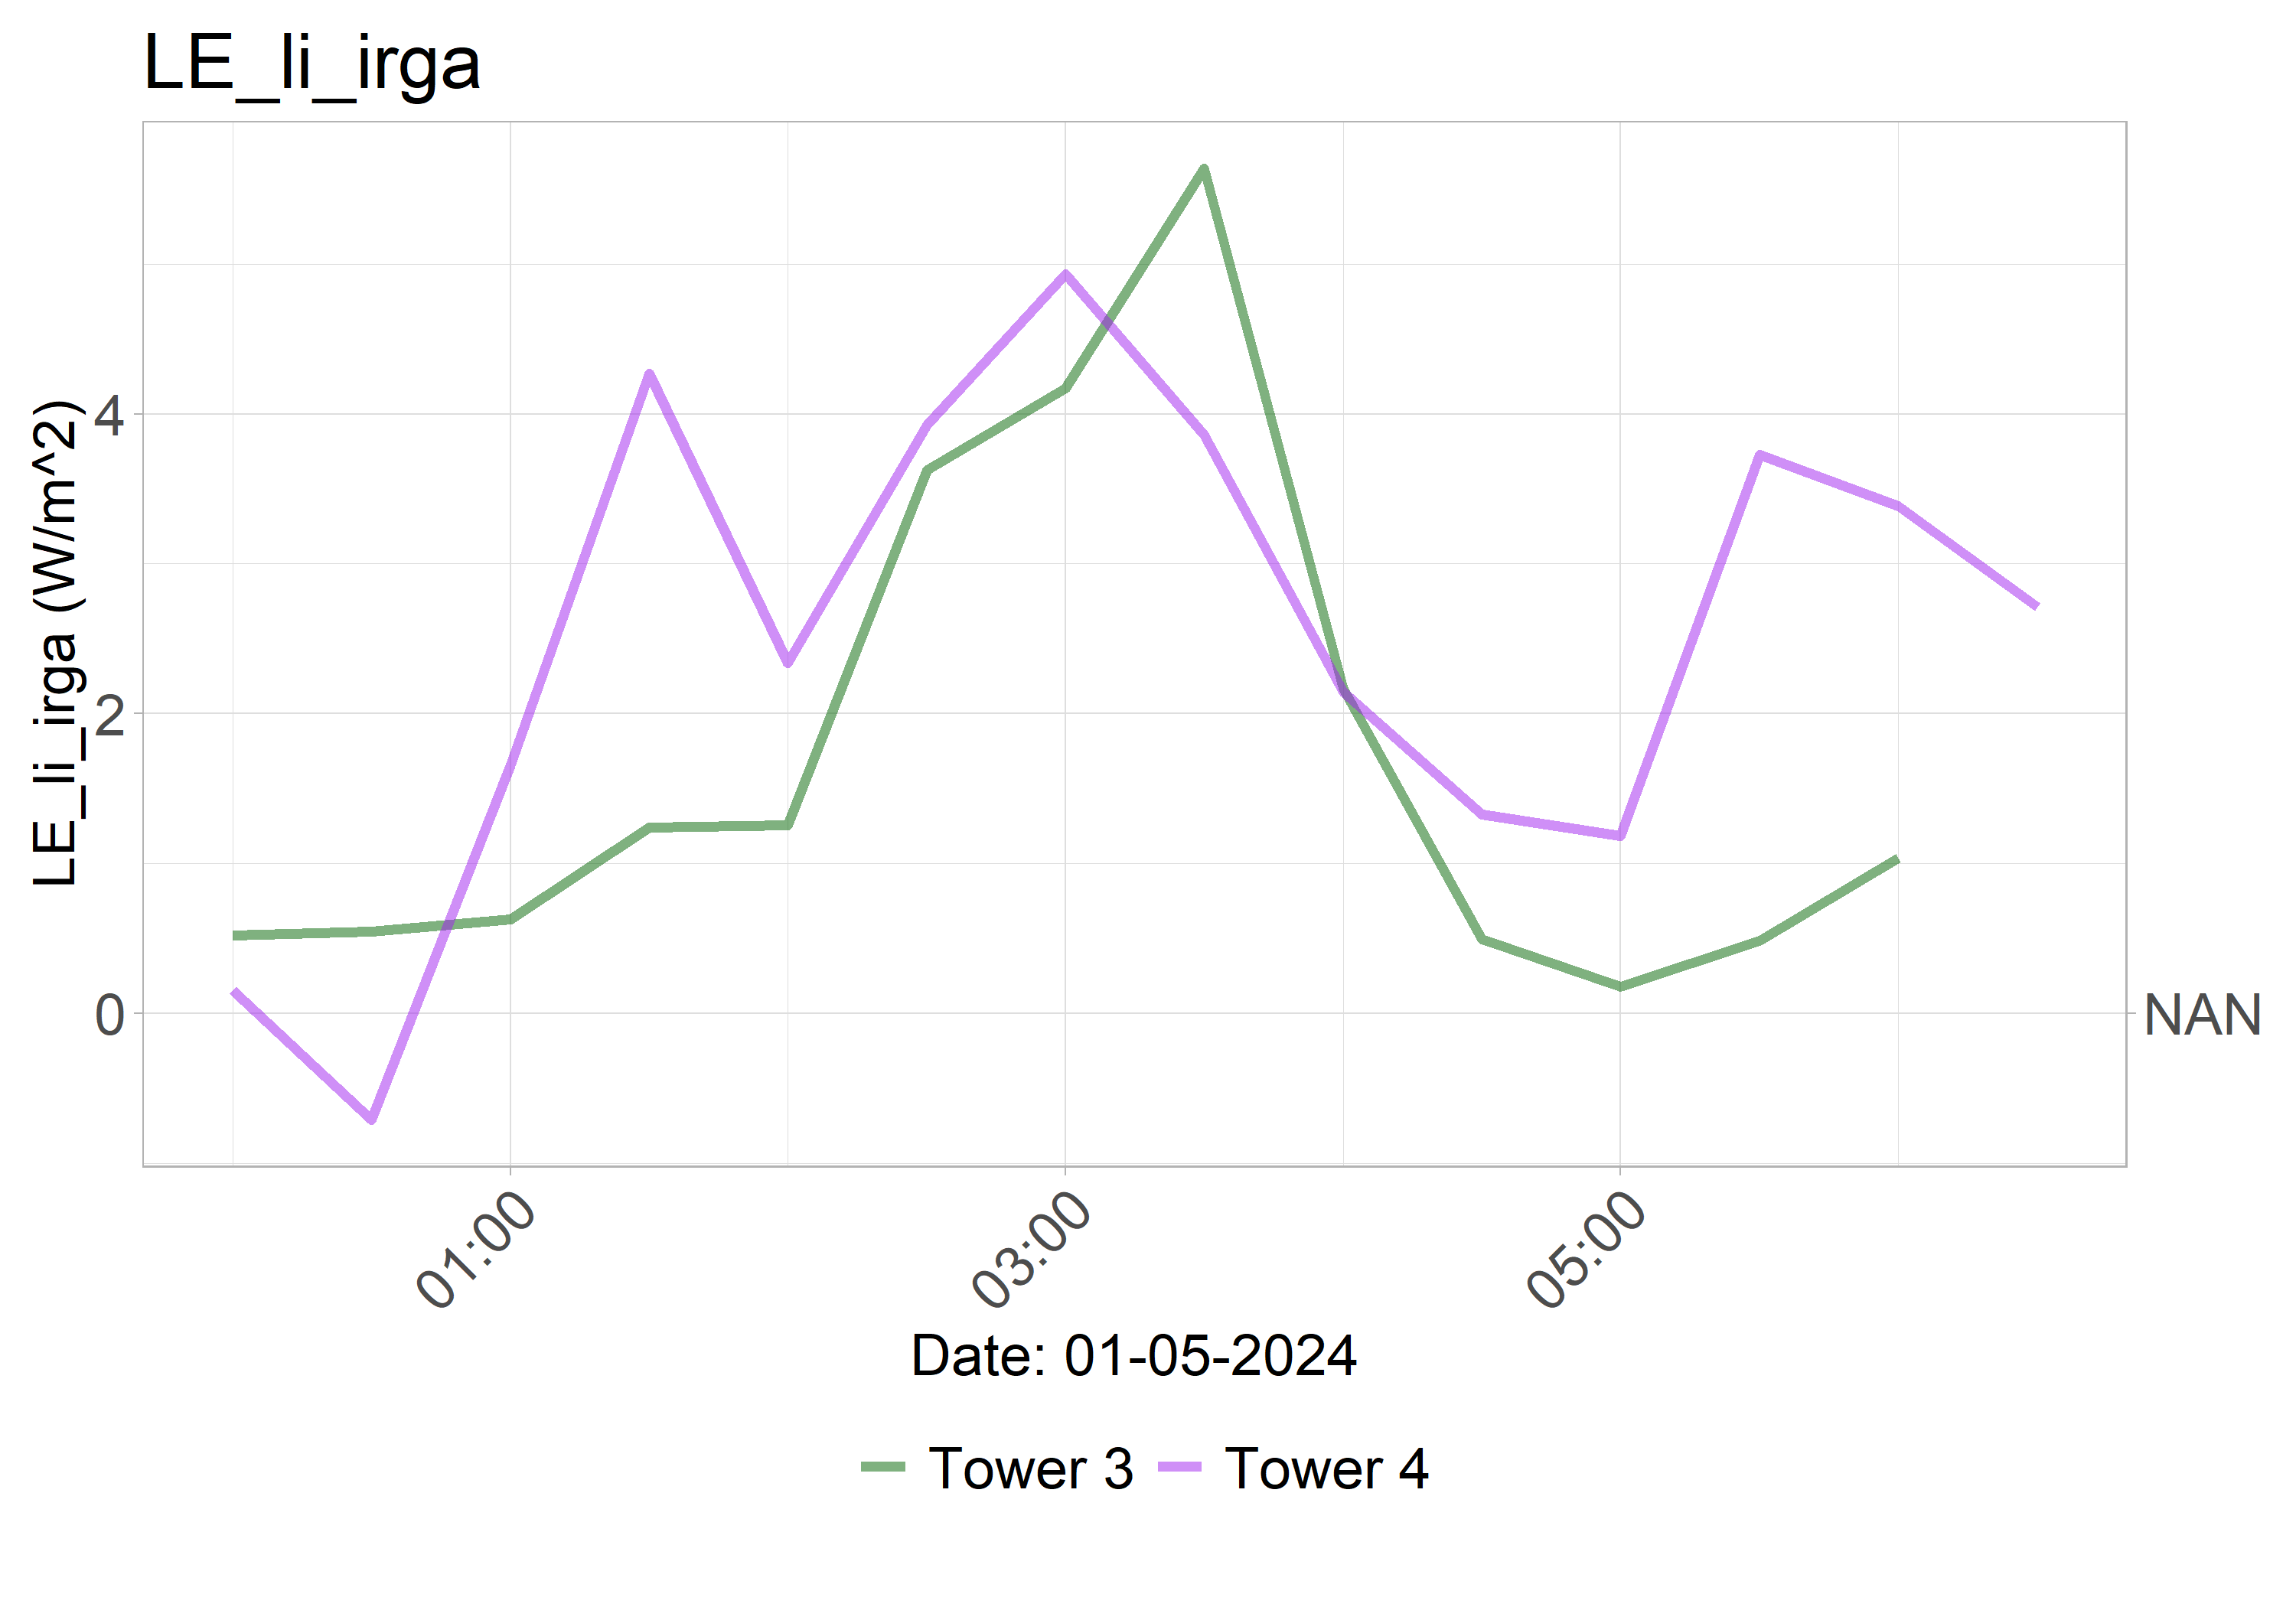 LE_li_irga
LE_li_irga (W/m^2)
4
2
0
NAN
01:00
03:00
05:00
Date: 01-05-2024
Tower 3
Tower 4